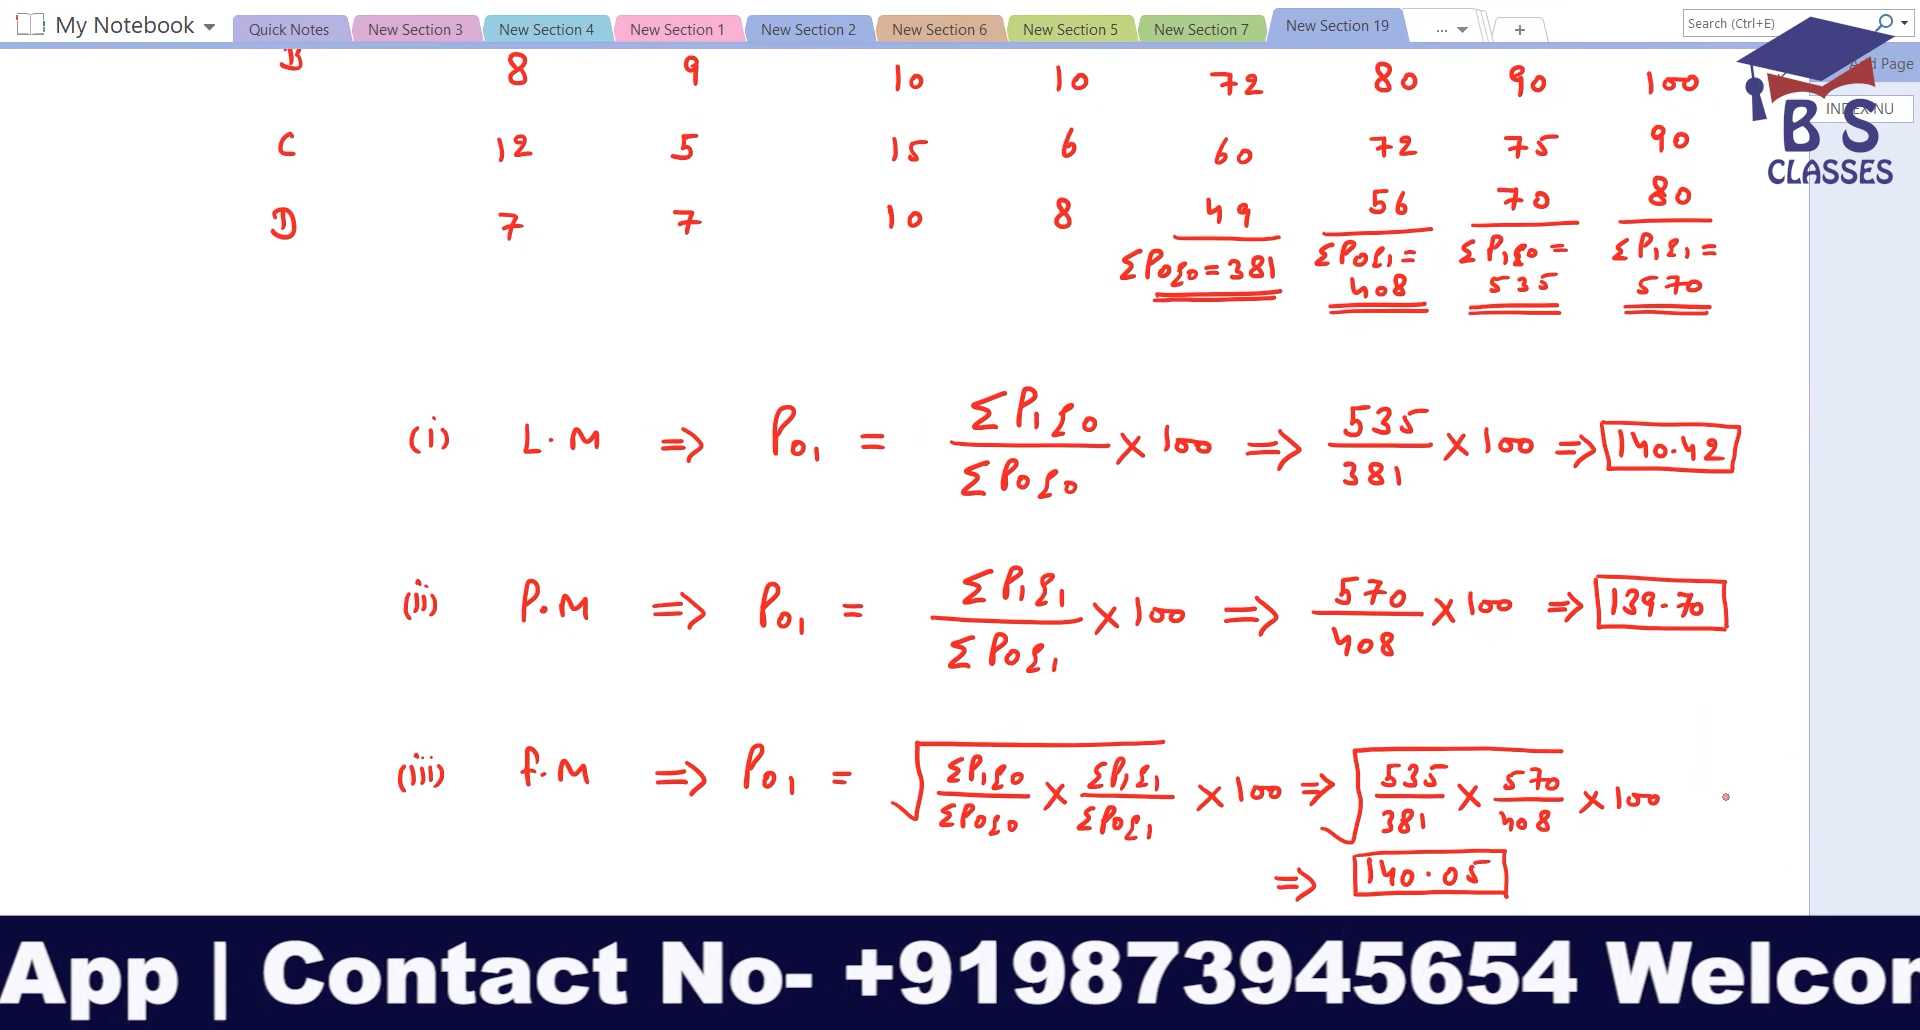 My Notebook
Quick Notes New Section 3 New Section 4 New Section 1 New Section 2 New Section 6 New Section 5 New Section 7 New Section 19 ... +
Search (Ctrl+E)
Page
INDEX NU
B S
CLASSES
B 8 9 10 10 72 80 90 100
C 12 5 15 6 60 72 75 90
D 7 7 10 8 49 56 70 80
ΣP0q0 = 381 ΣP0q1 = 408 ΣP1q0 = 535 ΣP1q1 = 570
(i) L.M ⇒ P01 = ΣP1q0 / ΣP0q0 × 100 ⇒ 535 / 381 × 100 ⇒ 140.42
(ii) P.M ⇒ P01 = ΣP1q1 / ΣP0q1 × 100 ⇒ 570 / 408 × 100 ⇒ 139.70
(iii) f.M ⇒ P01 = √(ΣP1q0 / ΣP0q0 × ΣP1q1 / ΣP0q1) × 100 ⇒ √(535 / 381 × 570 / 408) × 100
⇒ 140.05
App | Contact No- +919873945654 Welcor